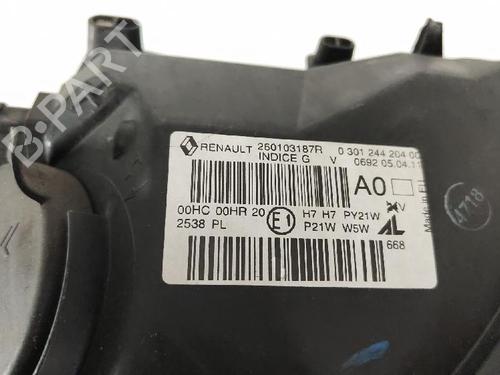 B-PARTS
RENAULT 260103187R 0 301 244 204 00
INDICE G V 0692 05.04.11
A0
00HC 00HR 20 E1 H7 H7 PY21W
2538 PL P21W W5W AL
668
Made in
4718